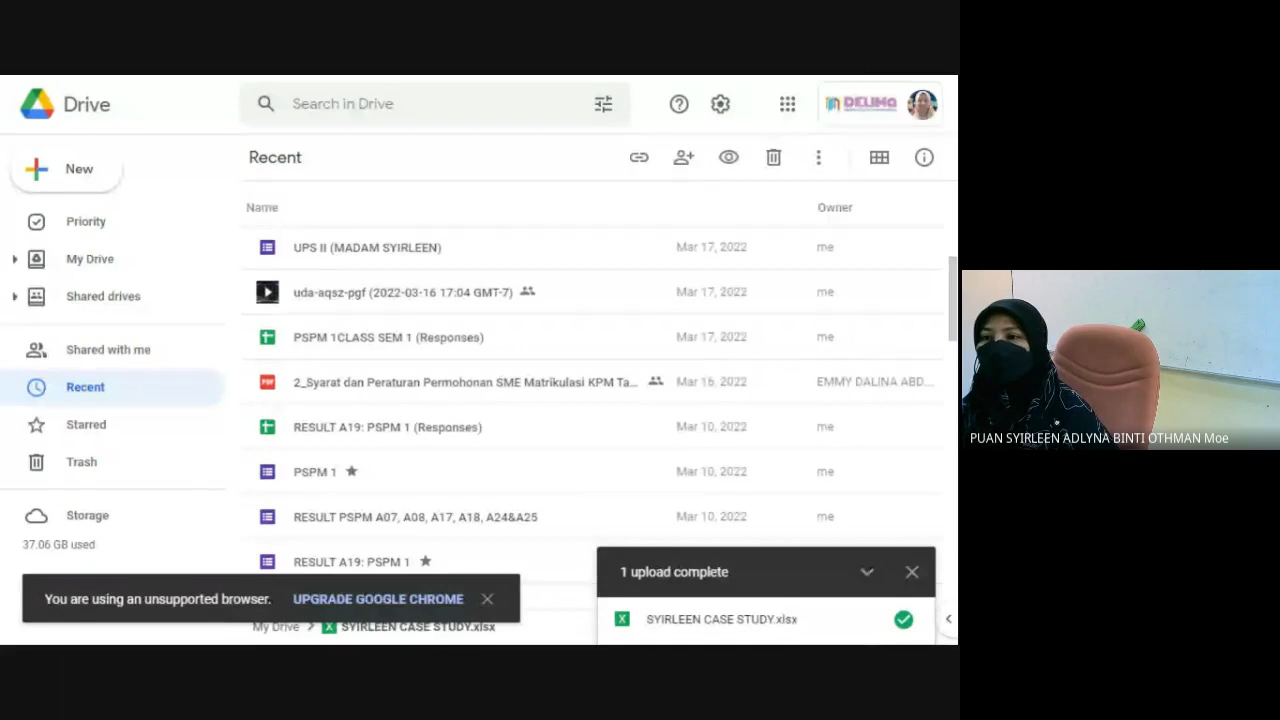 Drive
Search in Drive
DELIMa
New
Recent
Priority
Name
Owner
My Drive
UPS II (MADAM SYIRLEEN) Mar 17, 2022 me
Shared drives
uda-aqsz-pgf (2022-03-16 17:04 GMT-7) Mar 17, 2022 me
PSPM 1CLASS SEM 1 (Responses) Mar 17, 2022 me
Shared with me
PDF 2_Syarat dan Peraturan Permohonan SME Matrikulasi KPM Ta... Mar 16, 2022 EMMY DALINA ABD...
Recent
RESULT A19: PSPM 1 (Responses) Mar 10, 2022 me
Starred
PSPM 1 Mar 10, 2022 me
Trash
RESULT PSPM A07, A08, A17, A18, A24&A25 Mar 10, 2022 me
Storage
37.06 GB used
RESULT A19: PSPM 1
You are using an unsupported browser. UPGRADE GOOGLE CHROME
My Drive > X SYIRLEEN CASE STUDY.xlsx
1 upload complete
X SYIRLEEN CASE STUDY.xlsx
PUAN SYIRLEEN ADLYNA BINTI OTHMAN Moe